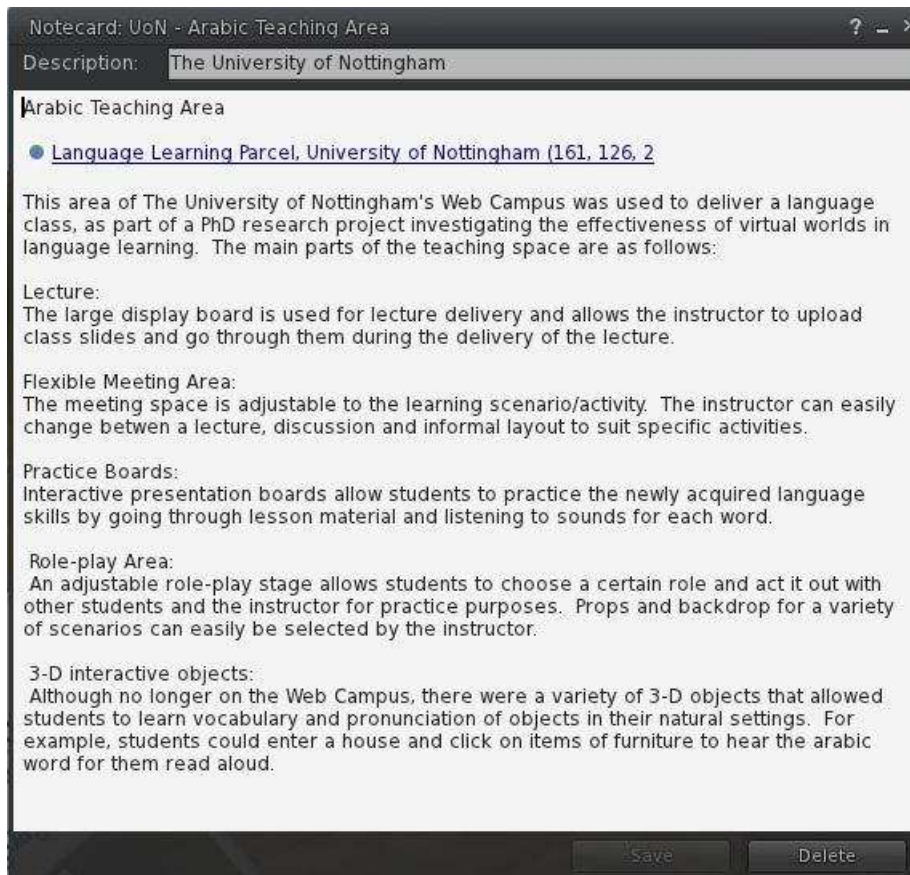 Notecard: UoN - Arabic Teaching Area ? – ×
Description: The University of Nottingham
Arabic Teaching Area
Language Learning Parcel, University of Nottingham (161, 126, 2
This area of The University of Nottingham's Web Campus was used to deliver a language
class, as part of a PhD research project investigating the effectiveness of virtual worlds in
language learning.  The main parts of the teaching space are as follows:
Lecture:
The large display board is used for lecture delivery and allows the instructor to upload
class slides and go through them during the delivery of the lecture.
Flexible Meeting Area:
The meeting space is adjustable to the learning scenario/activity.  The instructor can easily
change betwen a lecture, discussion and informal layout to suit specific activities.
Practice Boards:
Interactive presentation boards allow students to practice the newly acquired language
skills by going through lesson material and listening to sounds for each word.
Role-play Area:
An adjustable role-play stage allows students to choose a certain role and act it out with
other students and the instructor for practice purposes.  Props and backdrop for a variety
of scenarios can easily be selected by the instructor.
3-D interactive objects:
Although no longer on the Web Campus, there were a variety of 3-D objects that allowed
students to learn vocabulary and pronunciation of objects in their natural settings.  For
example, students could enter a house and click on items of furniture to hear the arabic
word for them read aloud.
Save Delete